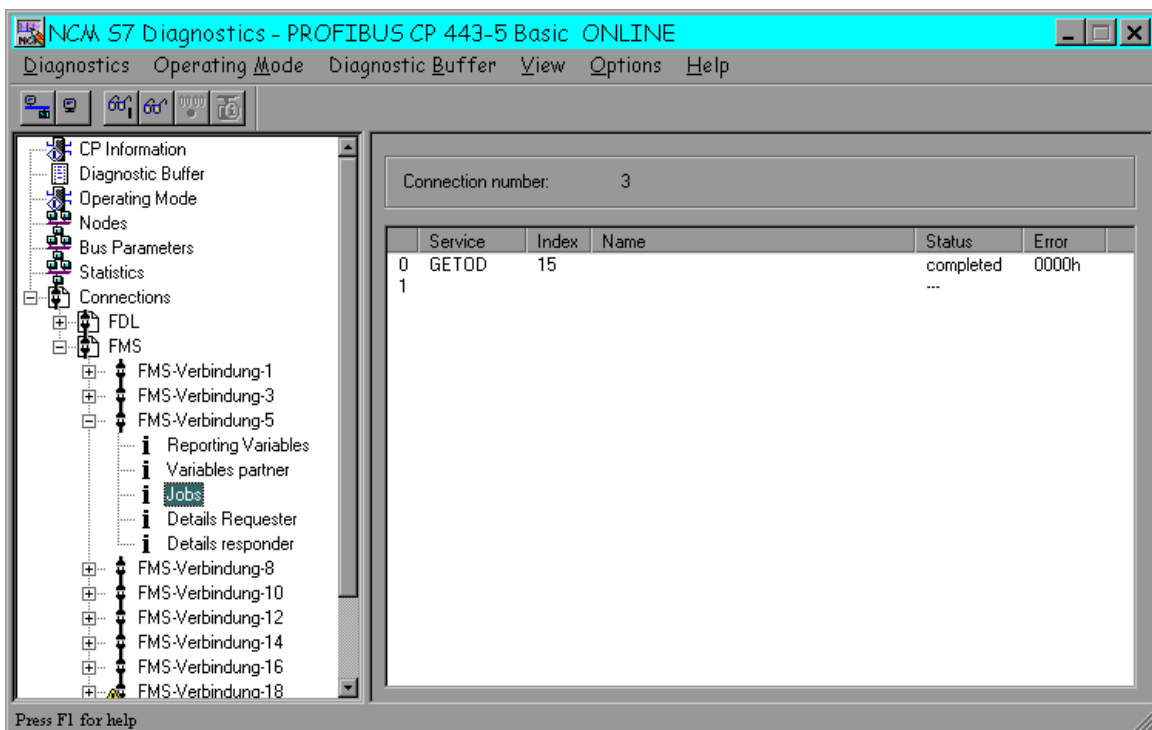 NCM S7 Diagnostics - PROFIBUS CP 443-5 Basic ONLINE
Diagnostics Operating Mode Diagnostic Buffer View Options Help
CP Information
Diagnostic Buffer
Operating Mode
Nodes
Bus Parameters
Statistics
Connections
FDL
FMS
FMS-Verbindung-1
FMS-Verbindung-3
FMS-Verbindung-5
Reporting Variables
Variables partner
Jobs
Details Requester
Details responder
FMS-Verbindung-8
FMS-Verbindung-10
FMS-Verbindung-12
FMS-Verbindung-14
FMS-Verbindung-16
FMS-Verbindung-18
Connection number: 3
Service Index Name Status Error
0 GETOD 15 completed 0000h
1 ---
Press F1 for help